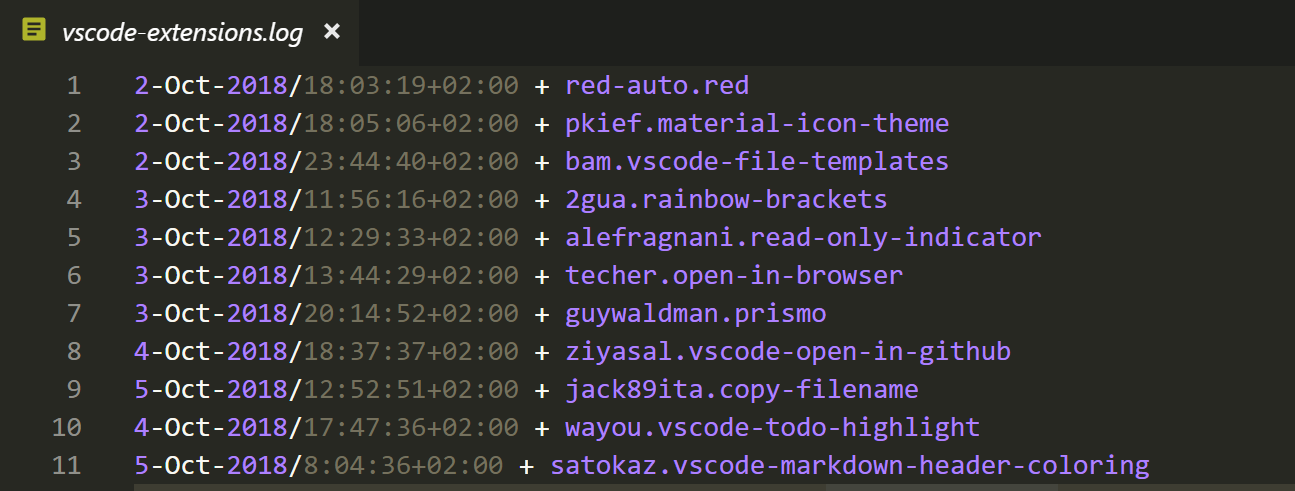 vscode-extensions.log ×
1 2-Oct-2018/18:03:19+02:00 + red-auto.red
2 2-Oct-2018/18:05:06+02:00 + pkief.material-icon-theme
3 2-Oct-2018/23:44:40+02:00 + bam.vscode-file-templates
4 3-Oct-2018/11:56:16+02:00 + 2gua.rainbow-brackets
5 3-Oct-2018/12:29:33+02:00 + alefragnani.read-only-indicator
6 3-Oct-2018/13:44:29+02:00 + techer.open-in-browser
7 3-Oct-2018/20:14:52+02:00 + guywaldman.prismo
8 4-Oct-2018/18:37:37+02:00 + ziyasal.vscode-open-in-github
9 5-Oct-2018/12:52:51+02:00 + jack89ita.copy-filename
10 4-Oct-2018/17:47:36+02:00 + wayou.vscode-todo-highlight
11 5-Oct-2018/8:04:36+02:00 + satokaz.vscode-markdown-header-coloring